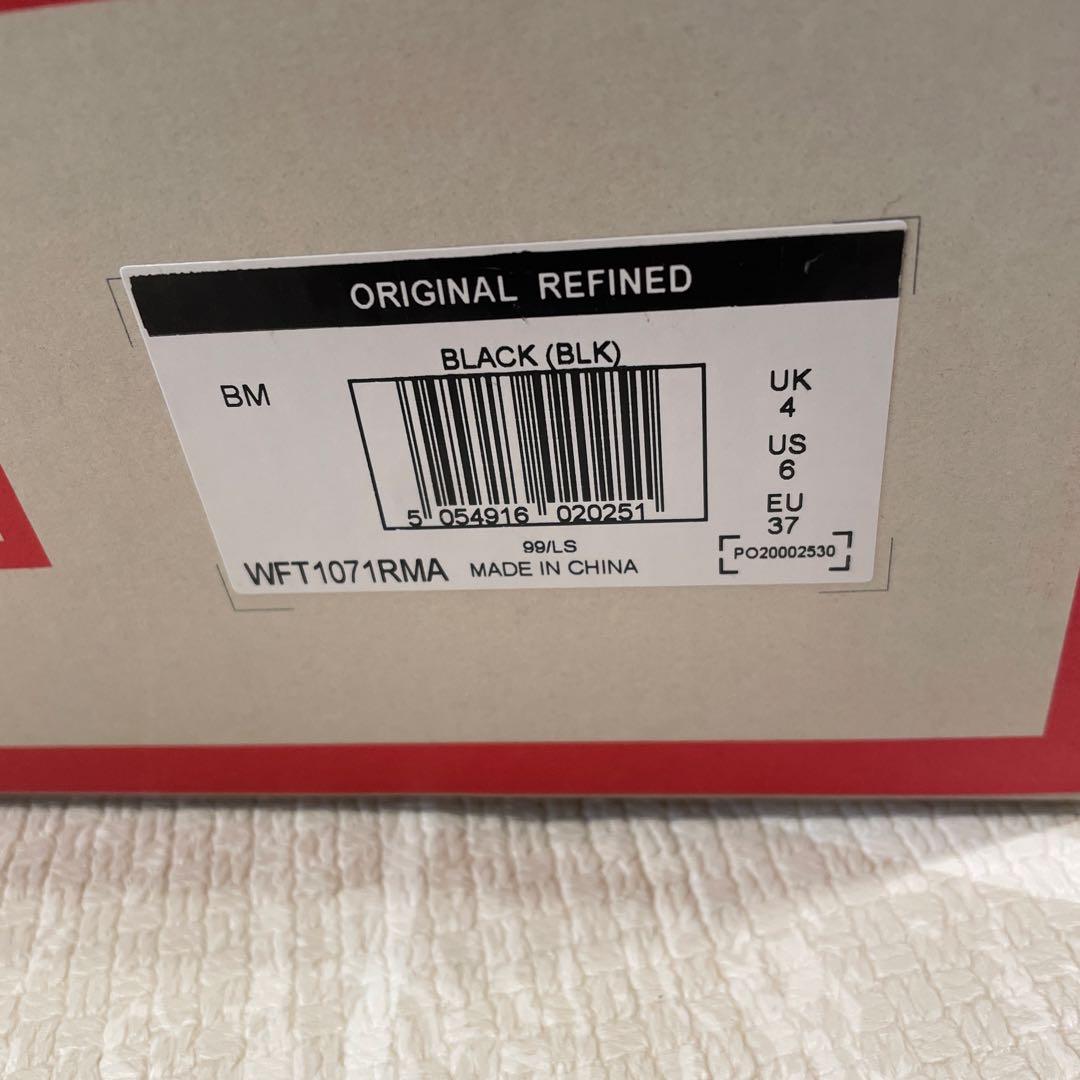 ORIGINAL REFINED
BLACK (BLK)
BM
UK
4
US
6
EU
37
5 054916 020251
99/LS
WFT1071RMA
MADE IN CHINA
PO20002530